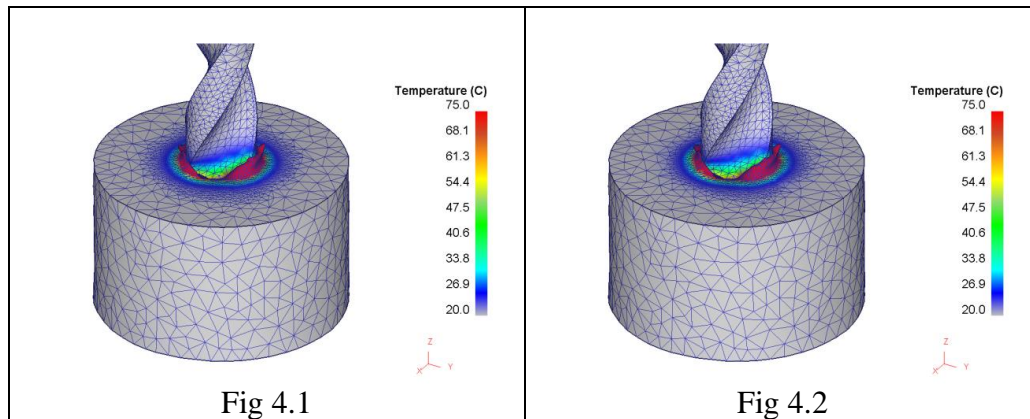 Temperature (C)
75.0
68.1
61.3
54.4
47.5
40.6
33.8
26.9
20.0
Z
X
Y
Fig 4.1
Temperature (C)
75.0
68.1
61.3
54.4
47.5
40.6
33.8
26.9
20.0
Z
X
Y
Fig 4.2